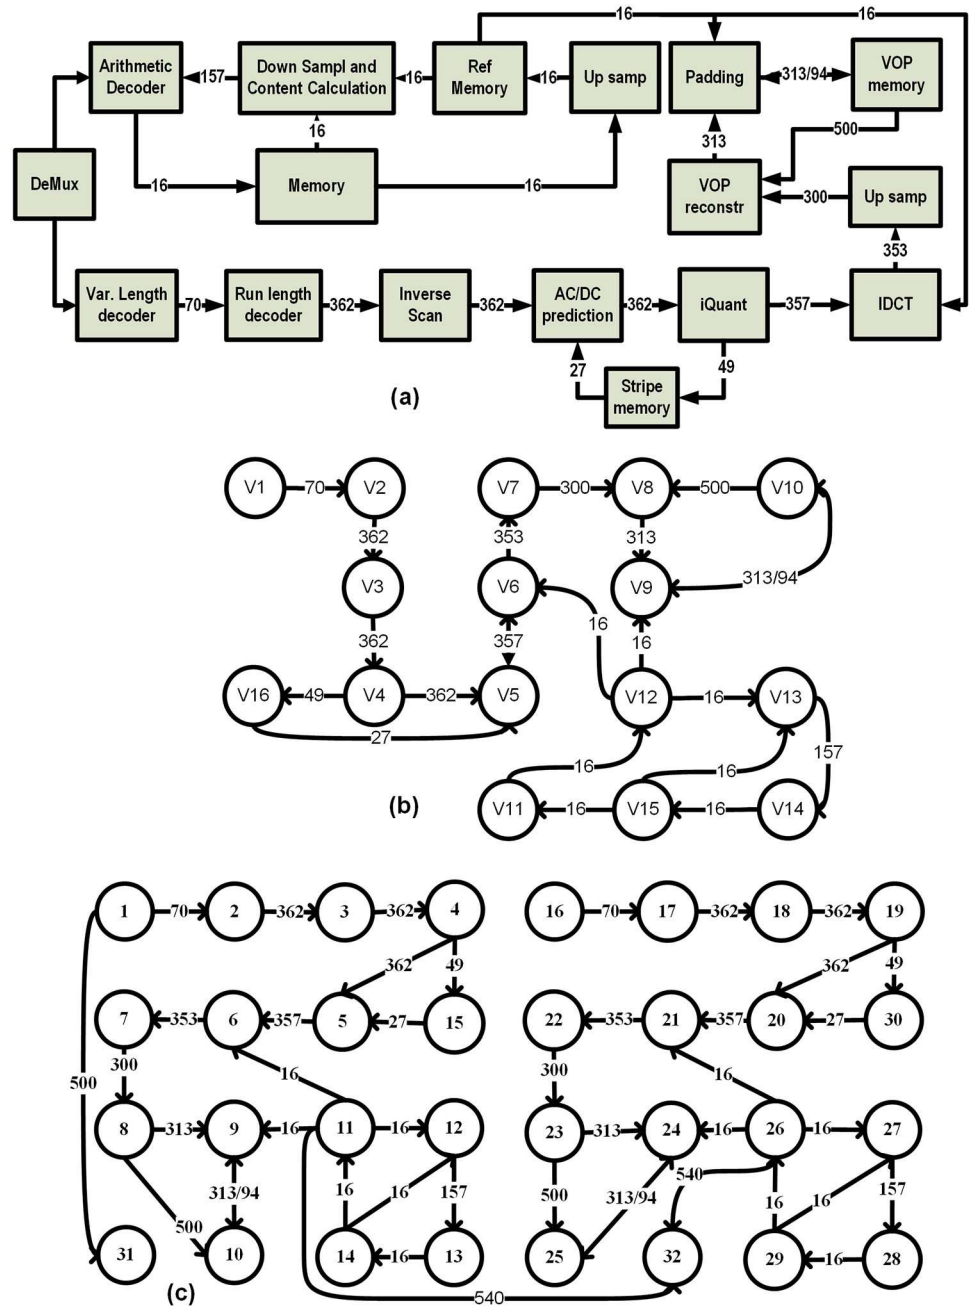 16 16
Arithmetic Decoder 157 Down Sampl and Content Calculation 16 Ref Memory 16 Up samp Padding 313/94 VOP memory
16 313 500
DeMux 16 Memory 16 VOP reconstr 300 Up samp
353
Var. Length decoder 70 Run length decoder 362 Inverse Scan 362 AC/DC prediction 362 iQuant 357 IDCT
27 49
Stripe memory
(a)
V1 70 V2 V7 300 V8 500 V10
362 353 313
V3 V6 V9 313/94
362 357 16 16
V16 49 V4 362 V5 V12 16 V13
27 157
16 16
V11 16 V15 16 V14
(b)
1 70 2 362 3 362 4 16 70 17 362 18 362 19
362 49 362 49
7 353 6 357 5 27 15 22 353 21 357 20 27 30
300 16 300 16
500
8 313 9 16 11 16 12 23 313 24 16 26 16 27
540
313/94 16 16 157 500 313/94 16 16 157
500
31 10 14 16 13 25 32 29 16 28
(c) 540